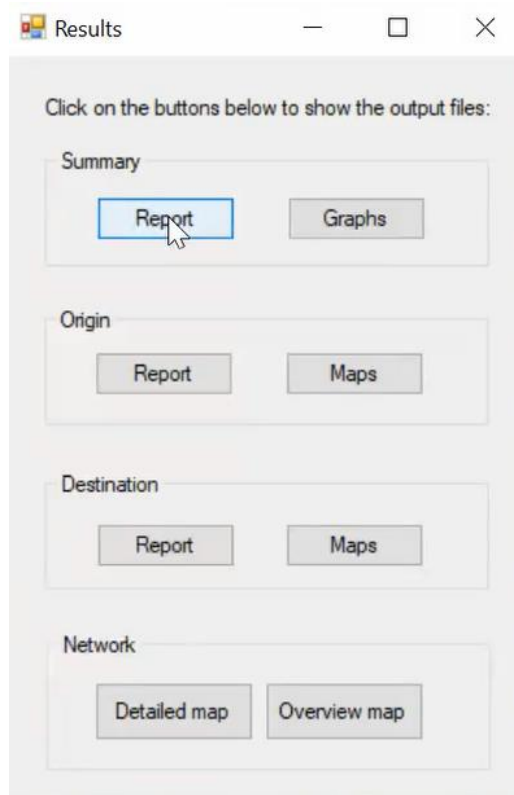 Results
Click on the buttons below to show the output files:
Summary
Report Graphs
Origin
Report Maps
Destination
Report Maps
Network
Detailed map Overview map